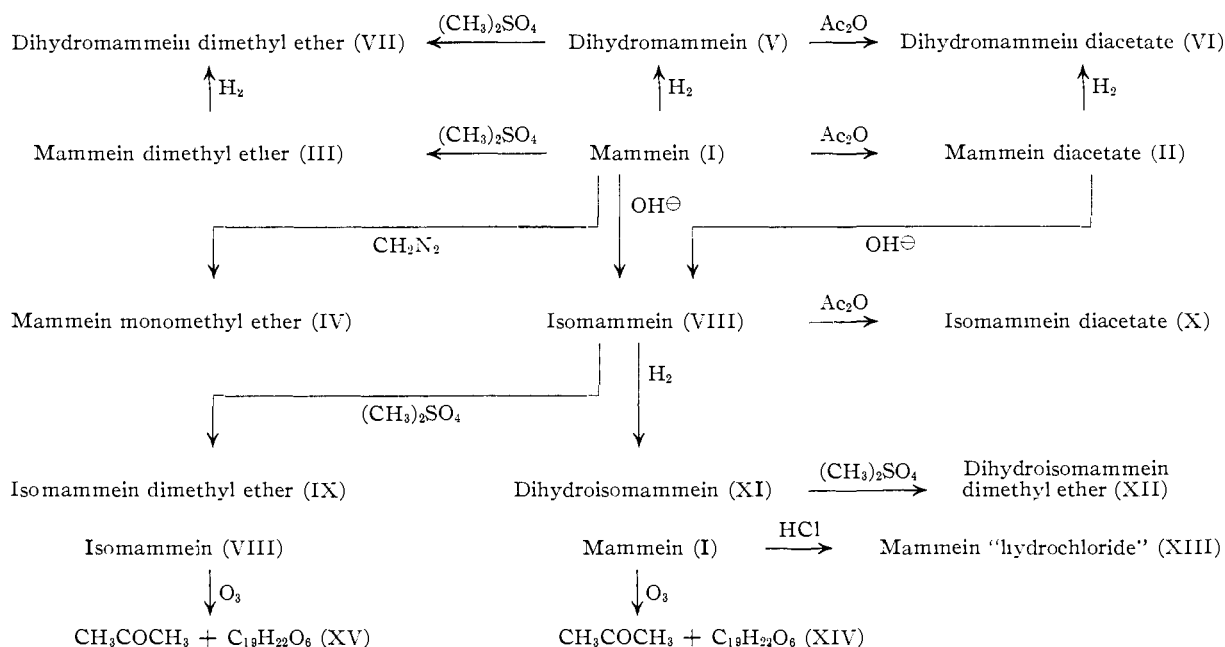 (CH₃)₂SO₄ Ac₂O
Dihydromammein dimethyl ether (VII) Dihydromammein (V) Dihydromammein diacetate (VI)
H₂ H₂ H₂
(CH₃)₂SO₄ Ac₂O
Mammein dimethyl ether (III) Mammein (I) Mammein diacetate (II)
OH⊖
CH₂N₂ OH⊖
Ac₂O
Mammein monomethyl ether (IV) Isomammein (VIII) Isomammein diacetate (X)
H₂
(CH₃)₂SO₄
Isomammein dimethyl ether (IX) Dihydroisomammein (XI) (CH₃)₂SO₄ Dihydroisomammein
dimethyl ether (XII)
HCl
Isomammein (VIII) Mammein (I) Mammein "hydrochloride" (XIII)
O₃ O₃
CH₃COCH₃ + C₁₉H₂₂O₆ (XV) CH₃COCH₃ + C₁₉H₂₂O₆ (XIV)